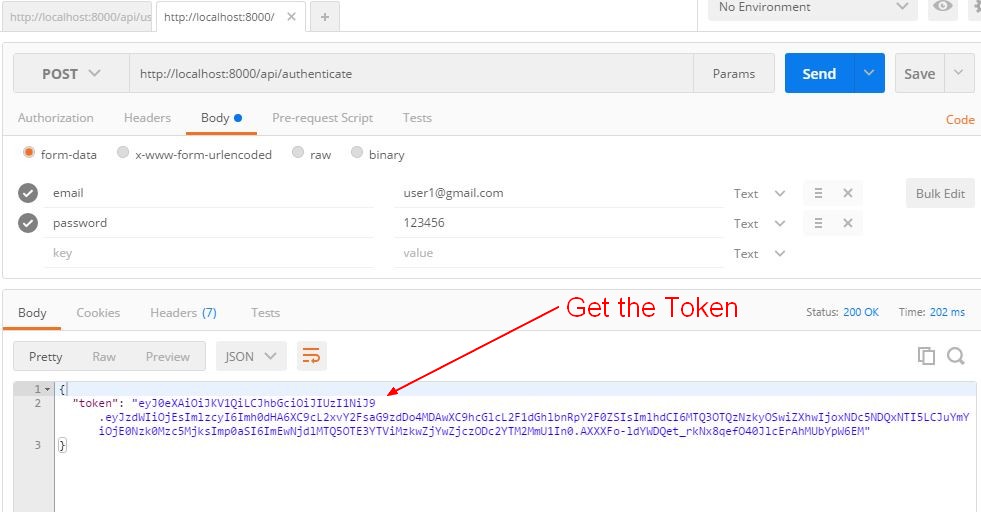 http://localhost:8000/api/us
http://localhost:8000/
No Environment
POST
http://localhost:8000/api/authenticate
Params
Send
Save
Authorization
Headers
Body
Pre-request Script
Tests
Code
form-data
x-www-form-urlencoded
raw
binary
email
user1@gmail.com
Text
Bulk Edit
password
123456
Text
key
value
Text
Get the Token
Body
Cookies
Headers (7)
Tests
Status: 200 OK
Time: 202 ms
Pretty
Raw
Preview
JSON
1 {
2 "token": "eyJ0eXAiOiJKV1QiLCJhbGciOiJIUzI1NiJ9
.eyJzdWIiOjEsImlzcyI6Imh0dHA6XC9cL2xvY2FsaG9zdDo4MDAwXC9hcGlcL2F1dGhlbnRpY2F0ZSIsImlhdCI6MTQ3OTQzNzkyOSwiZXhwIjoxNDc5NDQxNTI5LCJuYmY
iOjE0Nzk0Mzc5MjksImp0aSI6ImEwNjdlMTQ5OTE3YTViMzkwZjYwZjczODc2YTM2MmU1In0.AXXXFo-ldYWDQet_rkNx8qefO40JlcErAhMUbYpW6EM"
3 }